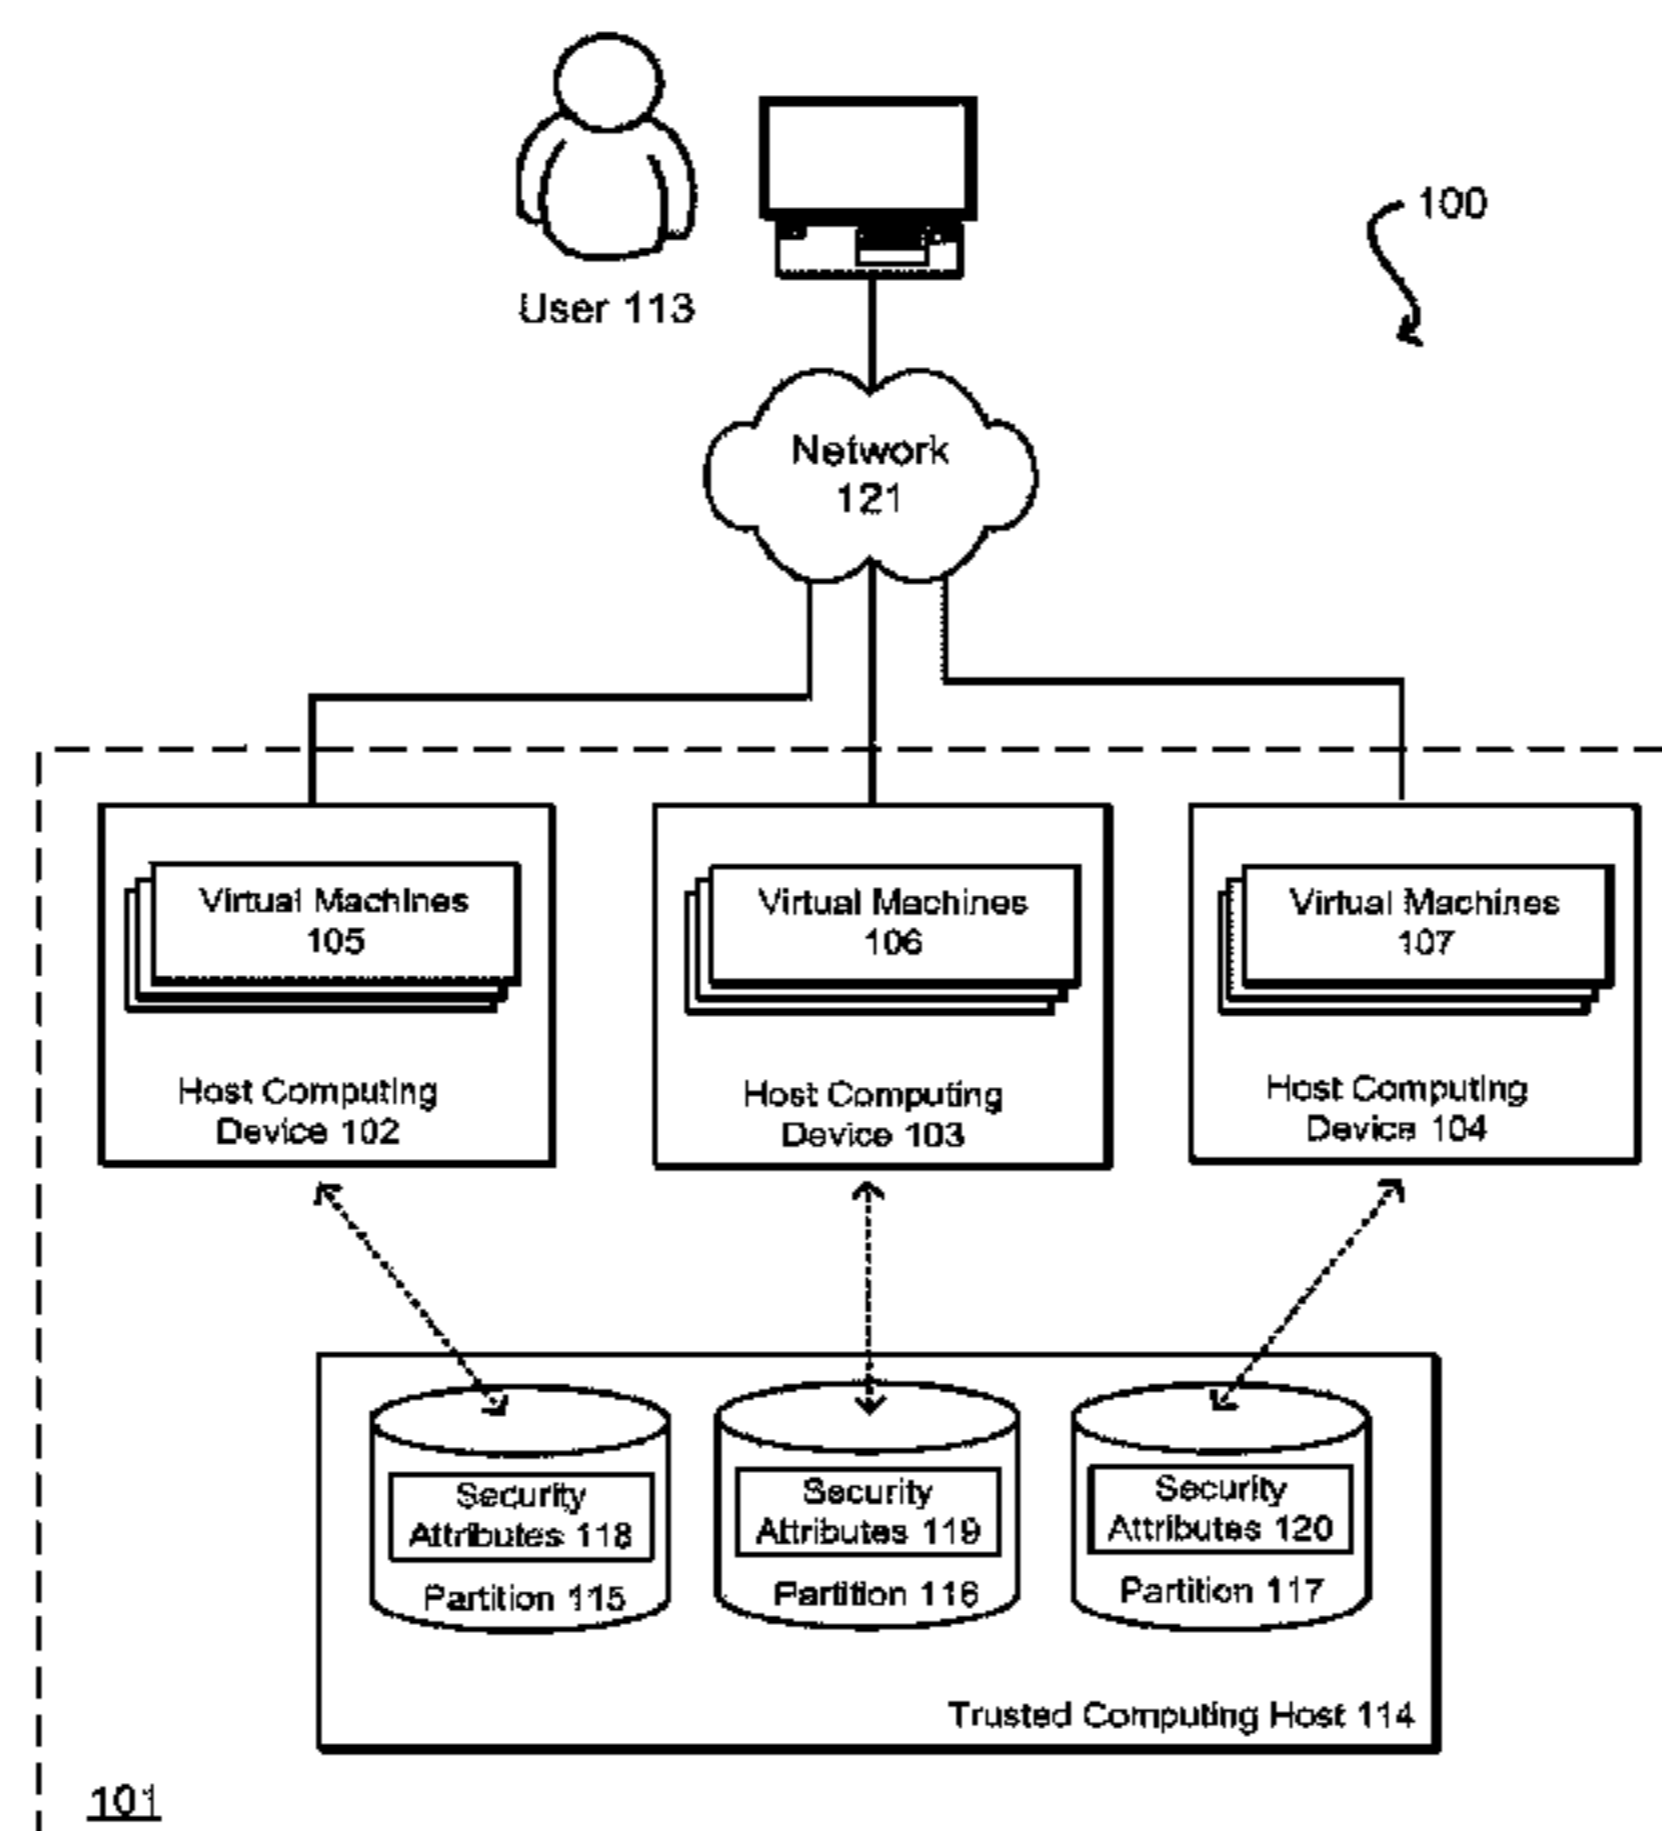 100
User 113
Network
121
Virtual Machines
105
Virtual Machines
106
Virtual Machines
107
Host Computing
Device 102
Host Computing
Device 103
Host Computing
Device 104
Security
Attributes 118
Partition 115
Security
Attributes 119
Partition 116
Security
Attributes 120
Partition 117
Trusted Computing Host 114
101